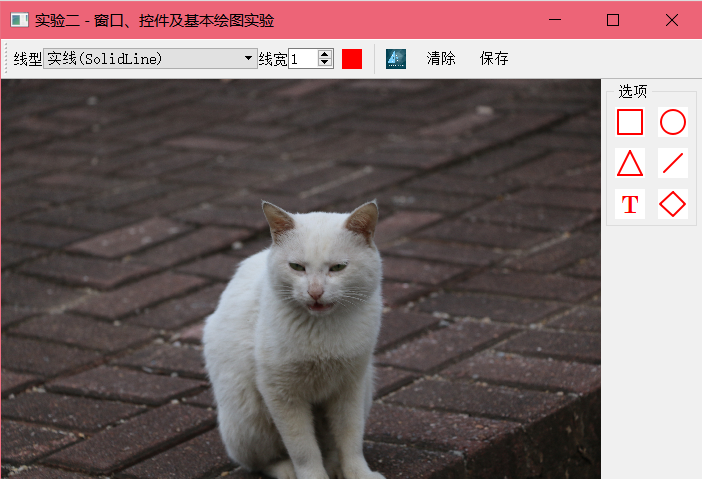 实验二 - 窗口、控件及基本绘图实验
线型 实线(SolidLine) 线宽 1 清除 保存
选项
T